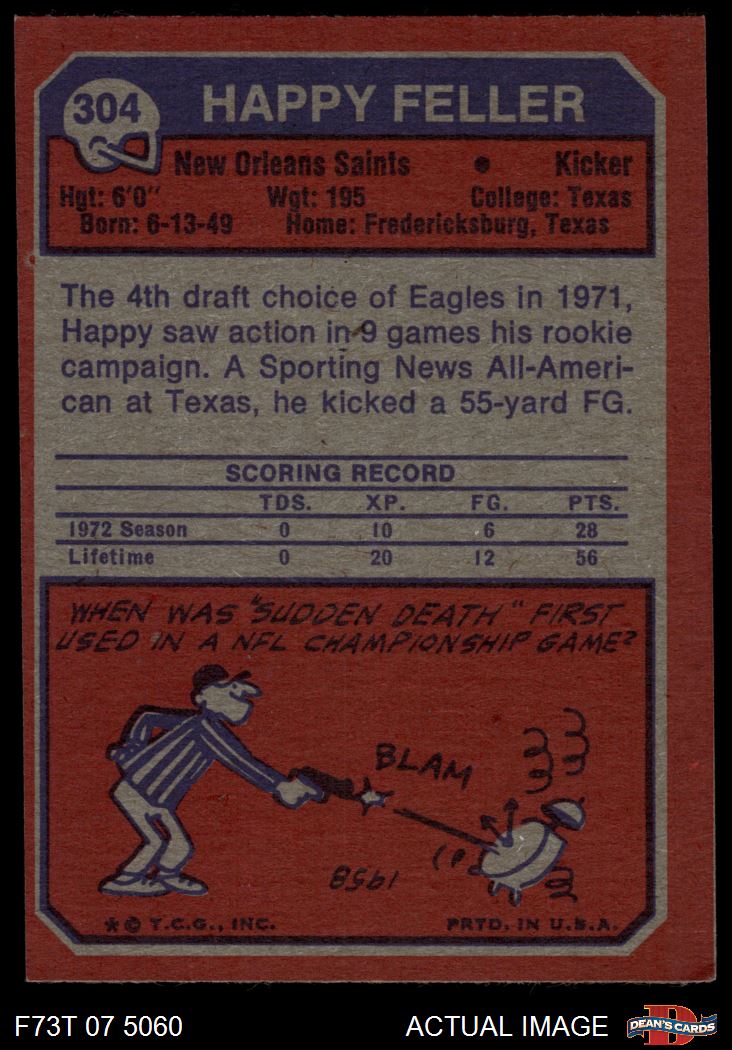 304
HAPPY FELLER
New Orleans Saints • Kicker
Hgt: 6'0" Wgt: 195 College: Texas
Born: 6-13-49 Home: Fredericksburg, Texas
The 4th draft choice of Eagles in 1971,
Happy saw action in 9 games his rookie
campaign. A Sporting News All-Ameri-
can at Texas, he kicked a 55-yard FG.
SCORING RECORD
TDS. XP. FG. PTS.
1972 Season 0 10 6 28
Lifetime 0 20 12 56
WHEN WAS "SUDDEN DEATH" FIRST
USED IN A NFL CHAMPIONSHIP GAME?
BLAM
1958
* © T.C.G., INC. PRTD. IN U.S.A.
F73T 07 5060 ACTUAL IMAGE
D
DEAN'S CARDS